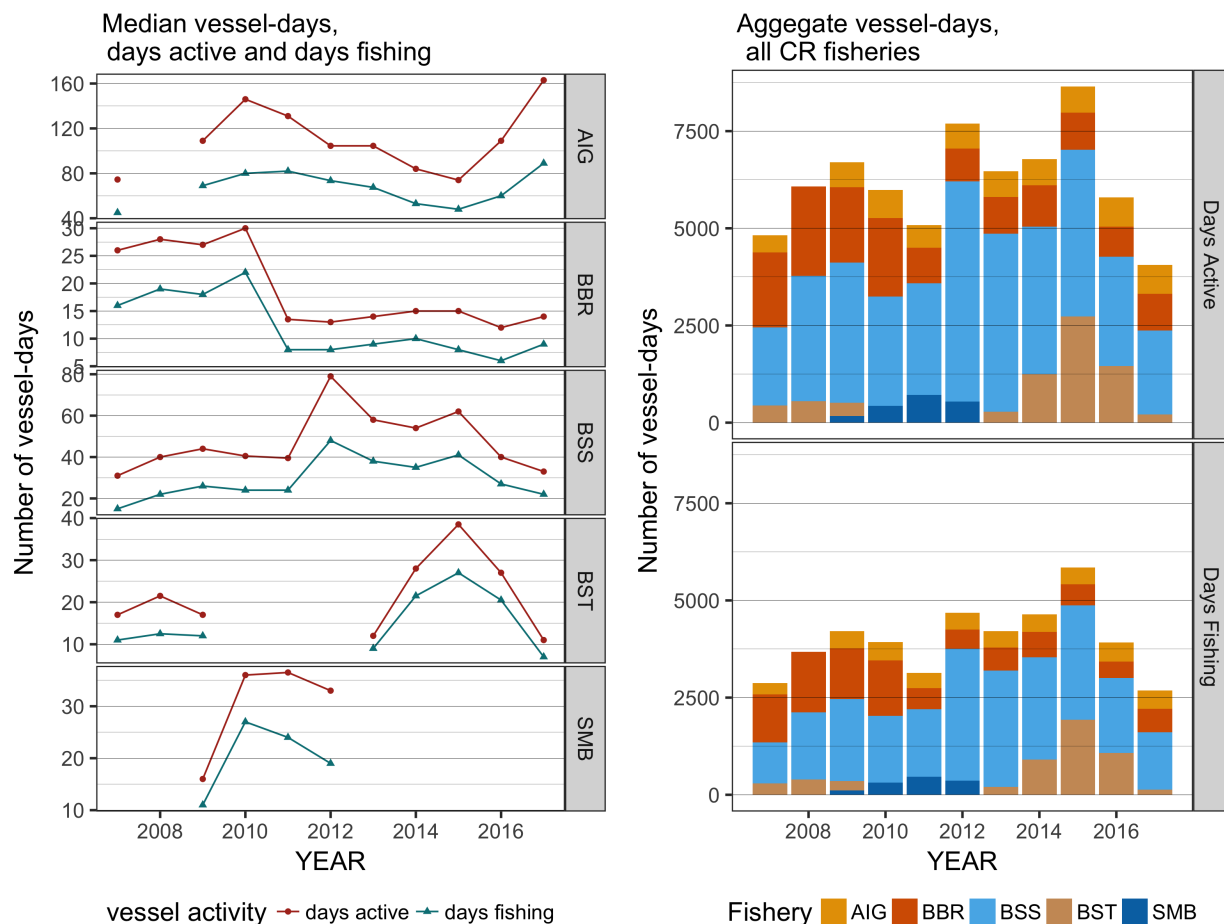 Median vessel-days,
days active and days fishing
Number of vessel-days
160
120
80
40
AIG
40
30
25
20
15
10
5
BBR
80
60
40
20
BSS
40
30
20
10
BST
30
20
10
SMB
2008 2010 2012 2014 2016
YEAR
vessel activity days active days fishing
Aggregate vessel-days,
all CR fisheries
Number of vessel-days
7500
5000
2500
0
Days Active
7500
5000
2500
0
Days Fishing
2008 2010 2012 2014 2016
YEAR
Fishery AIG BBR BSS BST SMB